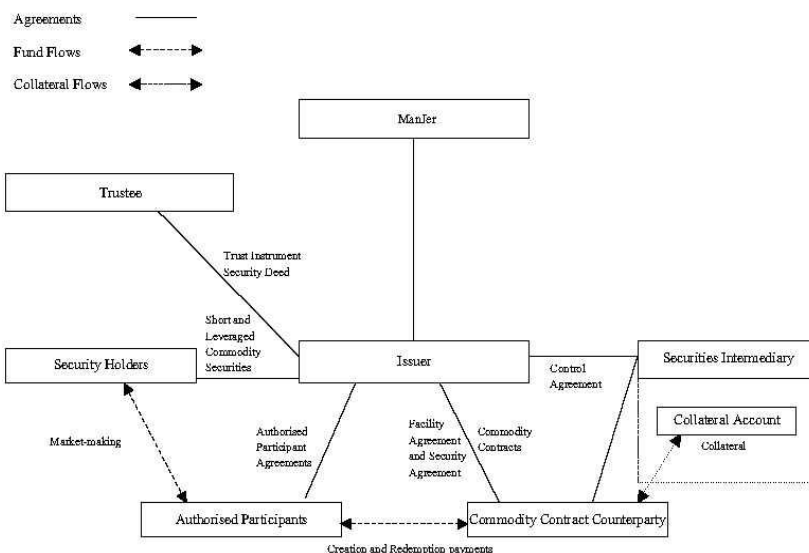 Agreements
Fund Flows
Collateral Flows
ManJer
Trustee
Trust Instrument
Security Deed
Short and
Leveraged
Commodity
Securities
Security Holders
Issuer
Securities Intermediary
Control
Agreement
Collateral Account
Collateral
Market-making
Authorised
Participant
Agreements
Facility
Agreement
and Security
Agreement
Commodity
Contracts
Authorised Participants
Commodity Contract Counterparty
Creation and Redemption payments